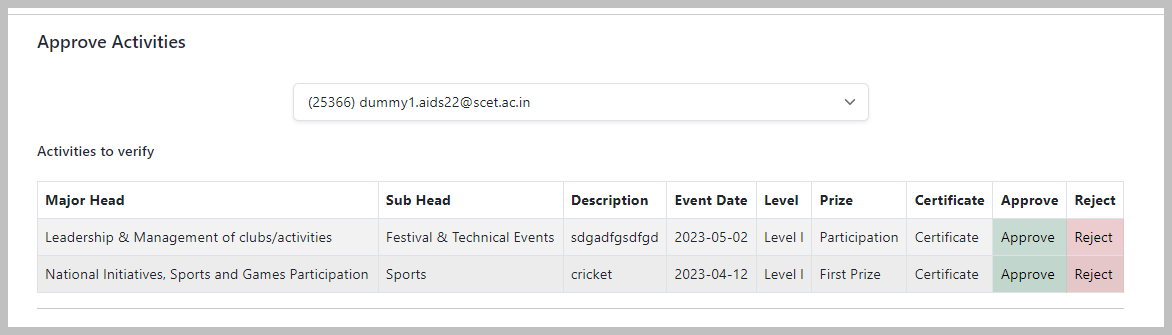 Approve Activities
(25366) dummy1.aids22@scet.ac.in
Activities to verify
Major Head Sub Head Description Event Date Level Prize Certificate Approve Reject
Leadership & Management of clubs/activities Festival & Technical Events sdgadfgsdfgd 2023-05-02 Level I Participation Certificate Approve Reject
National Initiatives, Sports and Games Participation Sports cricket 2023-04-12 Level I First Prize Certificate Approve Reject